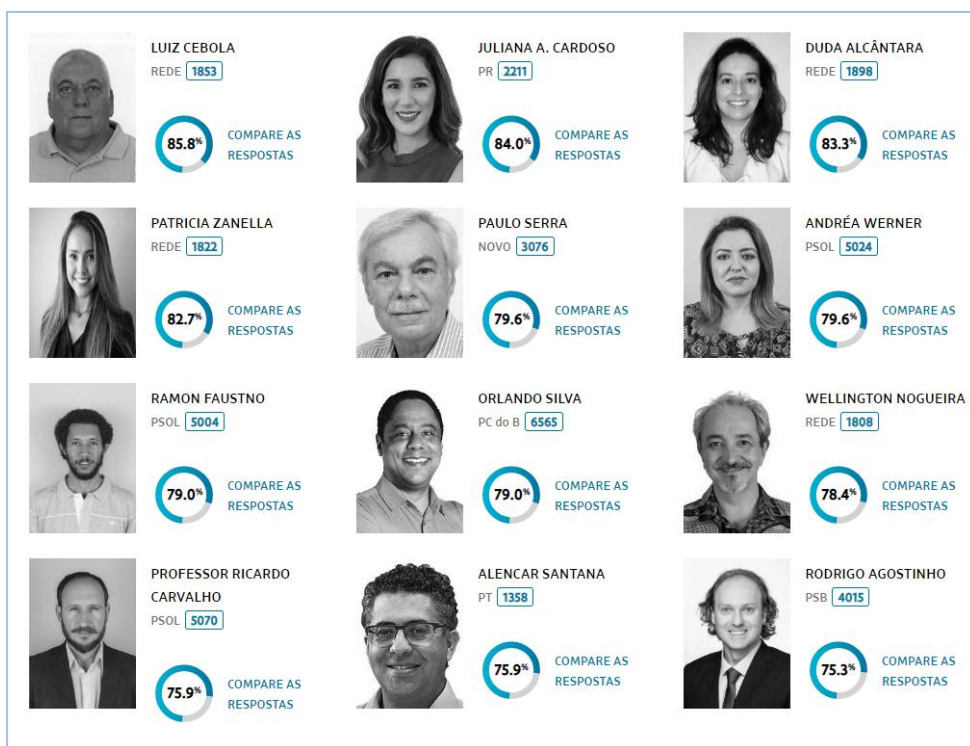 LUIZ CEBOLA
REDE 1853
85.8%
COMPARE AS
RESPOSTAS
JULIANA A. CARDOSO
PR 2211
84.0%
COMPARE AS
RESPOSTAS
DUDA ALCÂNTARA
REDE 1898
83.3%
COMPARE AS
RESPOSTAS
PATRICIA ZANELLA
REDE 1822
82.7%
COMPARE AS
RESPOSTAS
PAULO SERRA
NOVO 3076
79.6%
COMPARE AS
RESPOSTAS
ANDRÉA WERNER
PSOL 5024
79.6%
COMPARE AS
RESPOSTAS
RAMON FAUSTNO
PSOL 5004
79.0%
COMPARE AS
RESPOSTAS
ORLANDO SILVA
PC do B 6565
79.0%
COMPARE AS
RESPOSTAS
WELLINGTON NOGUEIRA
REDE 1808
78.4%
COMPARE AS
RESPOSTAS
PROFESSOR RICARDO
CARVALHO
PSOL 5070
75.9%
COMPARE AS
RESPOSTAS
ALENCAR SANTANA
PT 1358
75.9%
COMPARE AS
RESPOSTAS
RODRIGO AGOSTINHO
PSB 4015
75.3%
COMPARE AS
RESPOSTAS